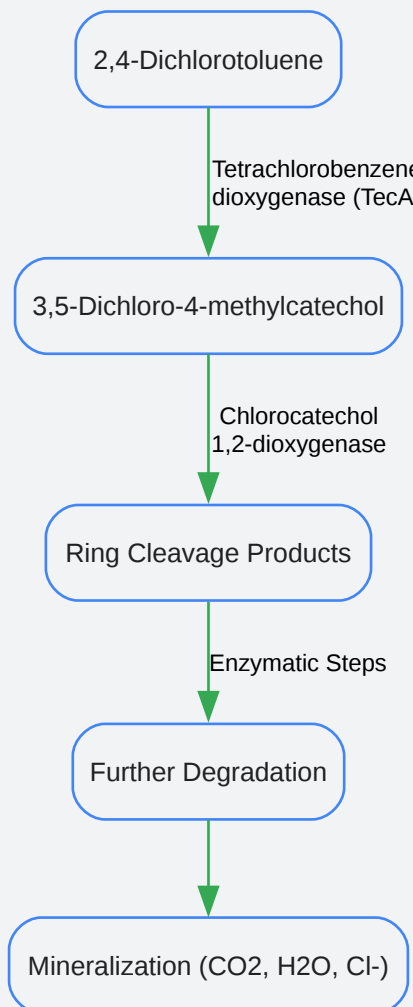 2,4-Dichlorotoluene
Tetrachlorobenzene
dioxygenase (TecA
3,5-Dichloro-4-methylcatechol
Chlorocatechol
1,2-dioxygenase
Ring Cleavage Products
Enzymatic Steps
Further Degradation
Mineralization (CO2, H2O, Cl-)